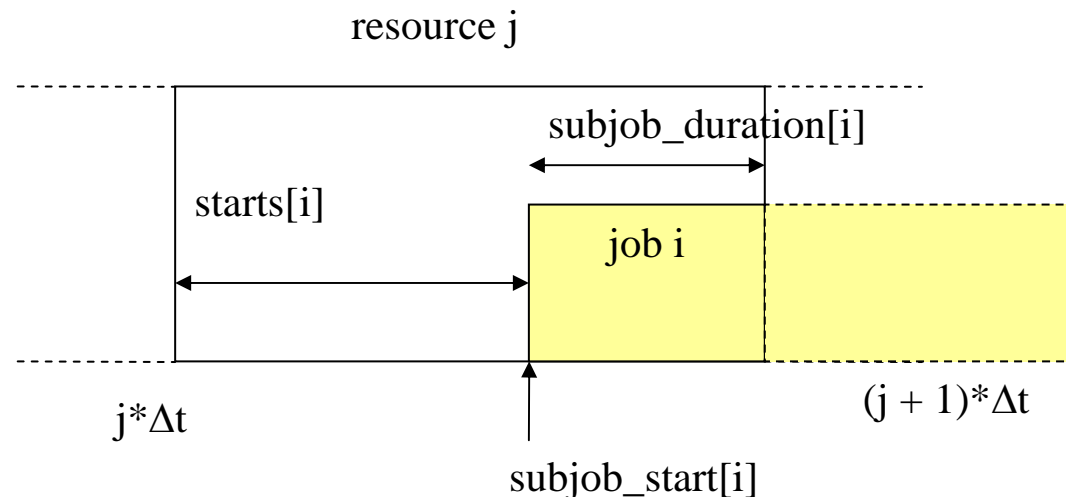 resource j
subjob_duration[i]
starts[i]
job i
j*Δt
(j + 1)*Δt
subjob_start[i]